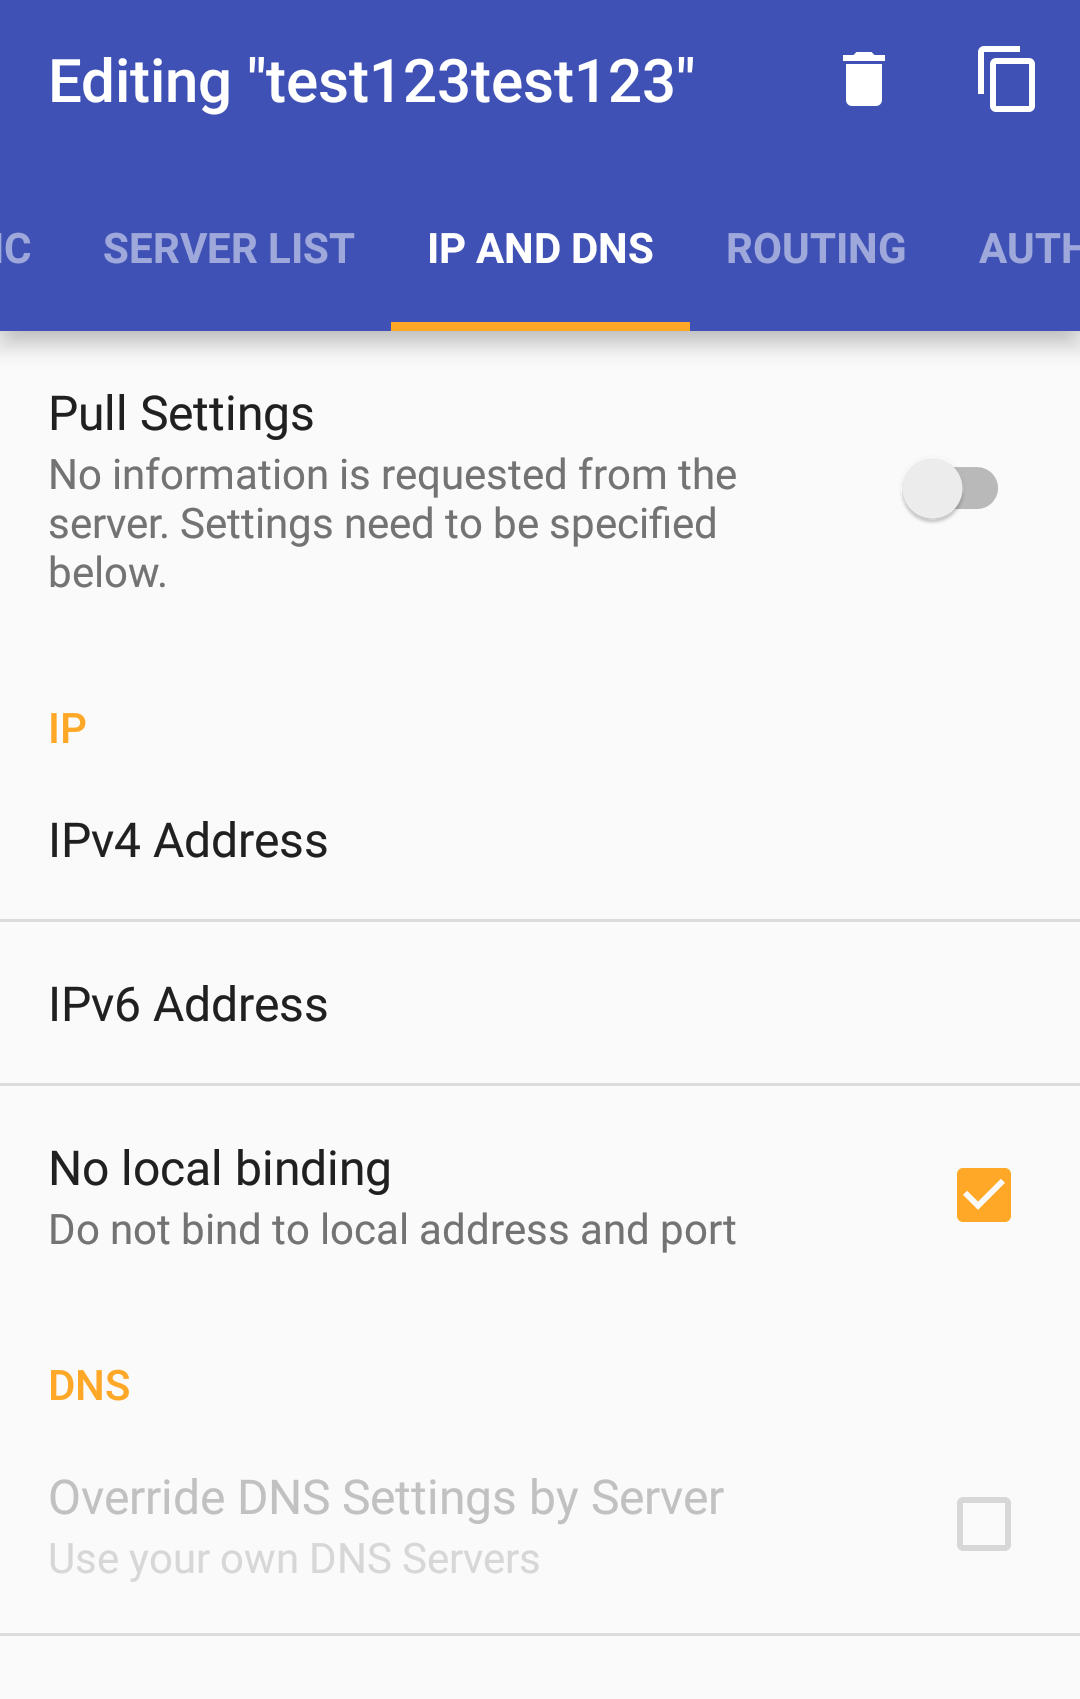 Editing "test123test123"
IC SERVER LIST IP AND DNS ROUTING AUTH
Pull Settings
No information is requested from the
server. Settings need to be specified
below.
IP
IPv4 Address
IPv6 Address
No local binding
Do not bind to local address and port
DNS
Override DNS Settings by Server
Use your own DNS Servers